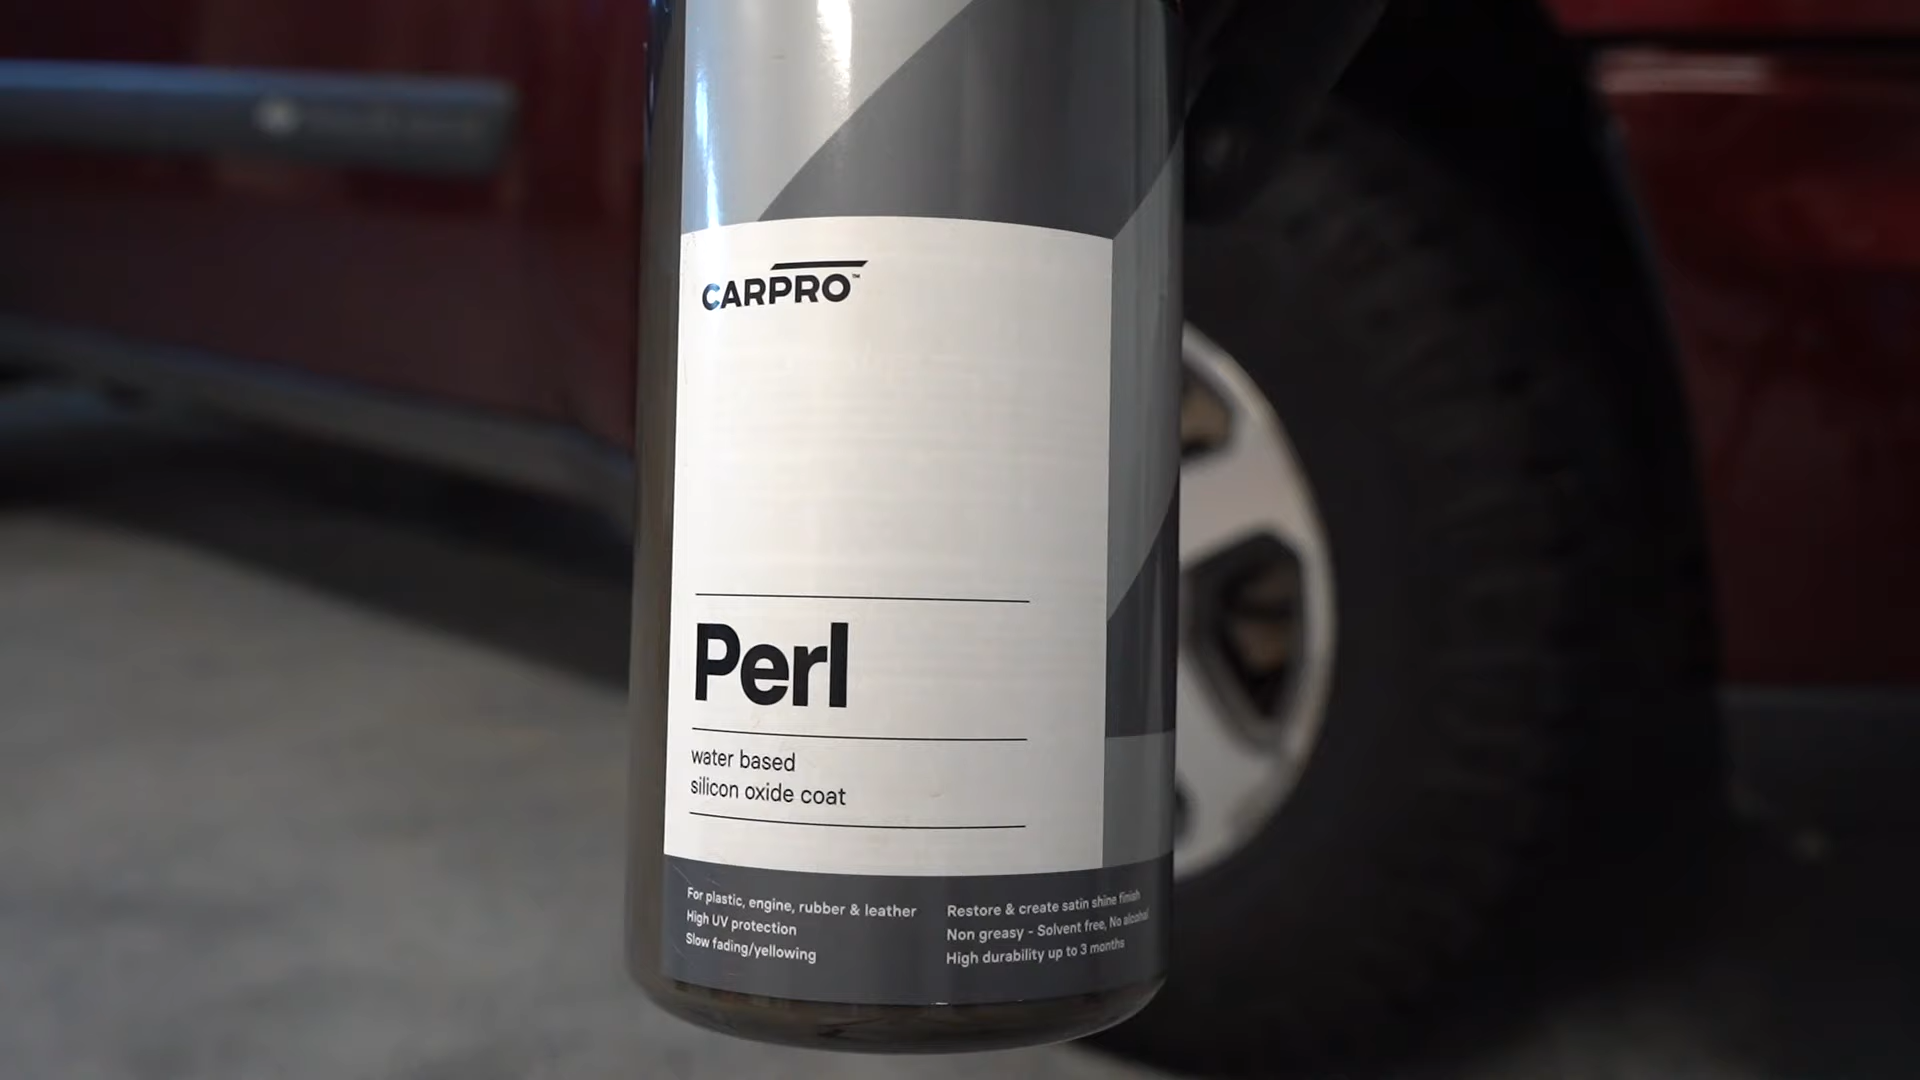 CARPRO™
Perl
water based
silicon oxide coat
For plastic, engine, rubber & leather
High UV protection
Slow fading/yellowing
Restore & create satin shine finish
Non greasy - Solvent free, No alcohol
High durability up to 3 months